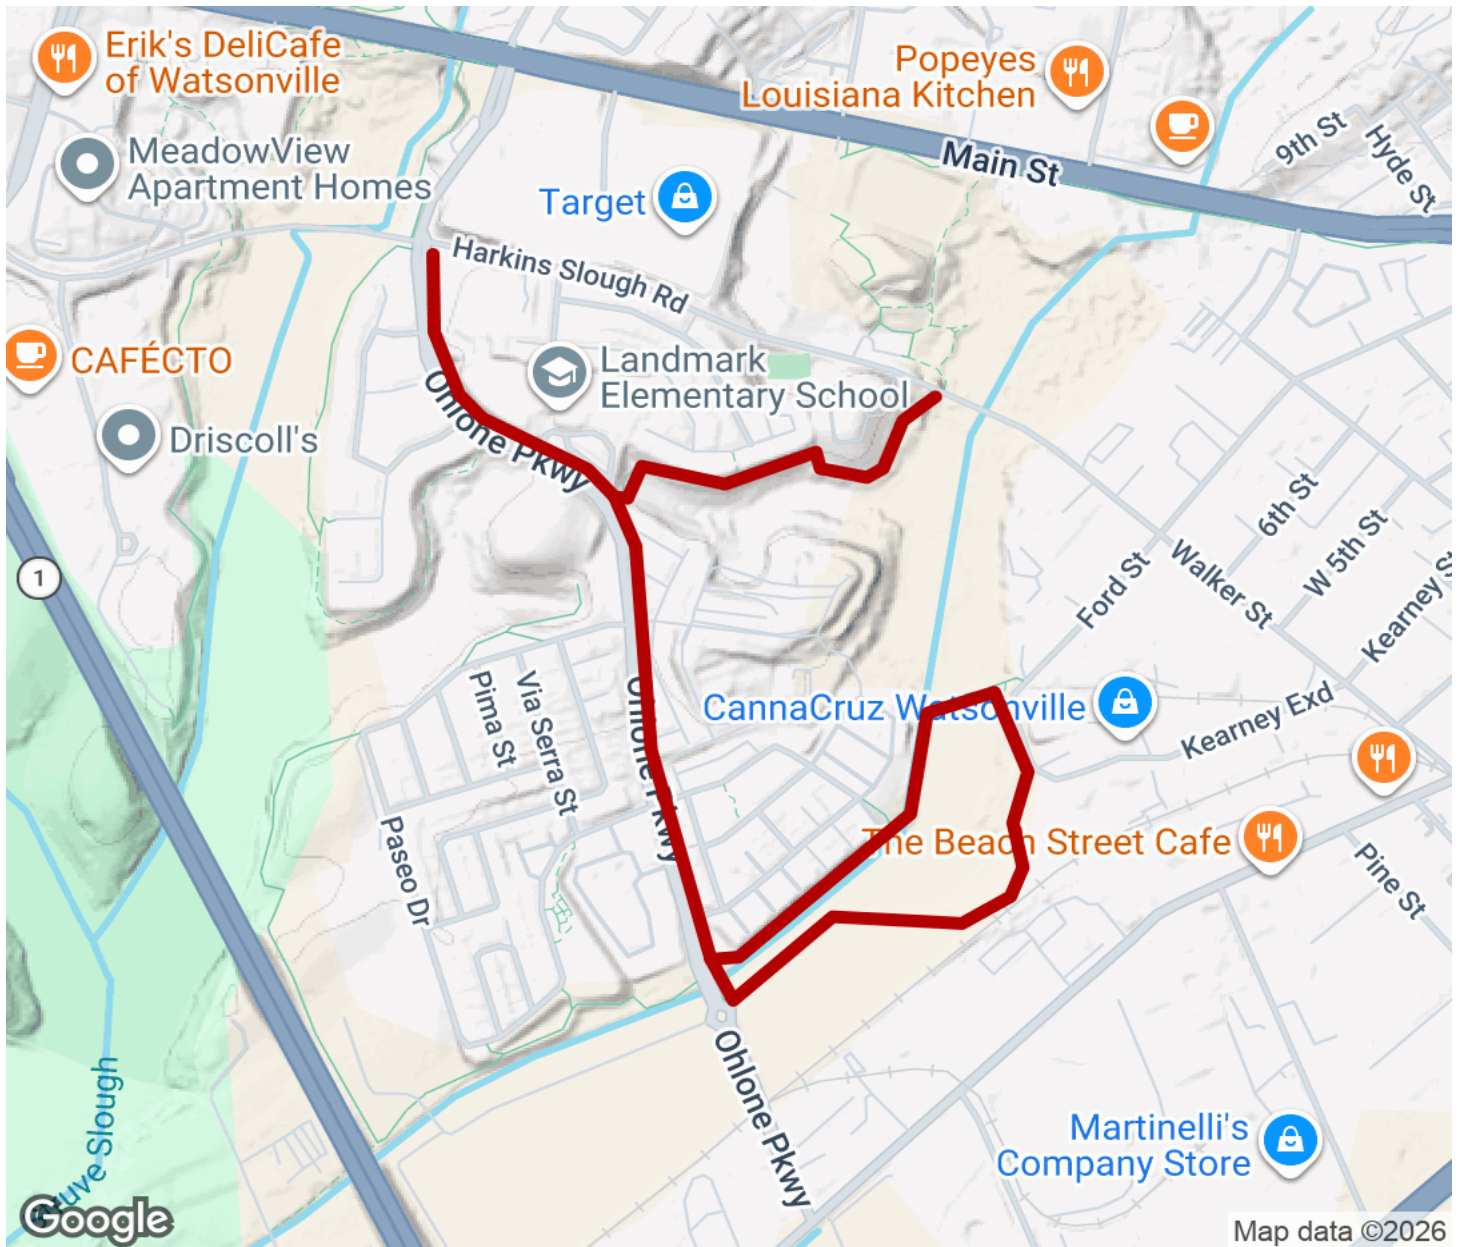 Erik's DeliCafe
of Watsonville
Popeyes
Louisiana Kitchen
MeadowView
Apartment Homes
Main St
9th St
Hyde St
Target
Harkins Slough Rd
CAFÉCTO
Landmark
Elementary School
Driscoll's
Ohlone Pkwy
1
6th St
W 5th St
Walker St
Ford St
Kearney St
Pima St
Via Serra St
Ohlone Pkwy
CannaCruz Watsonville
Kearney Exd
Paseo Dr
The Beach Street Cafe
Pine St
Ohlone Pkwy
Slough
Martinelli's
Company Store
Google
Map data ©2026